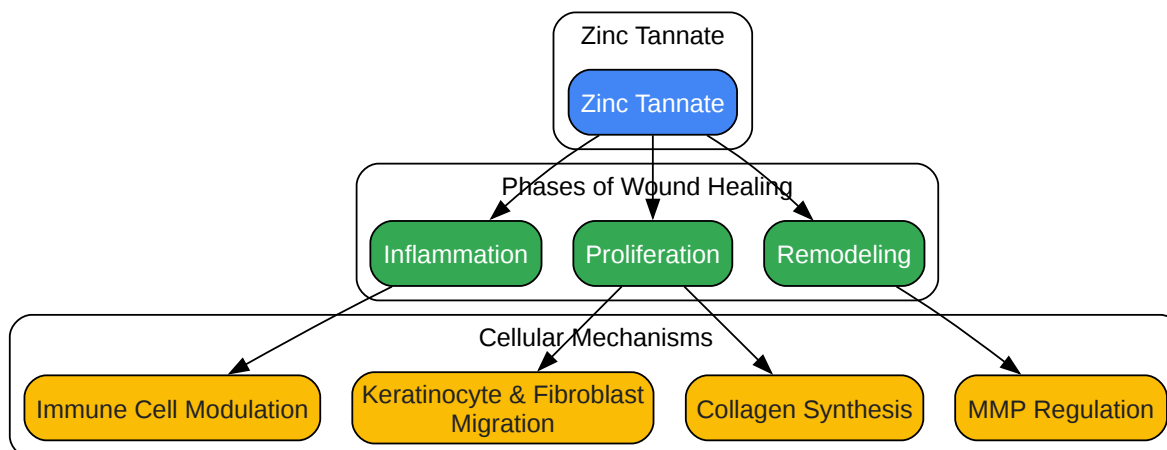 Zinc Tannate
Zinc Tannate
Phases of Wound Healing
Inflammation
Proliferation
Remodeling
Cellular Mechanisms
Immune Cell Modulation
Keratinocyte & Fibroblast
Migration
Collagen Synthesis
MMP Regulation